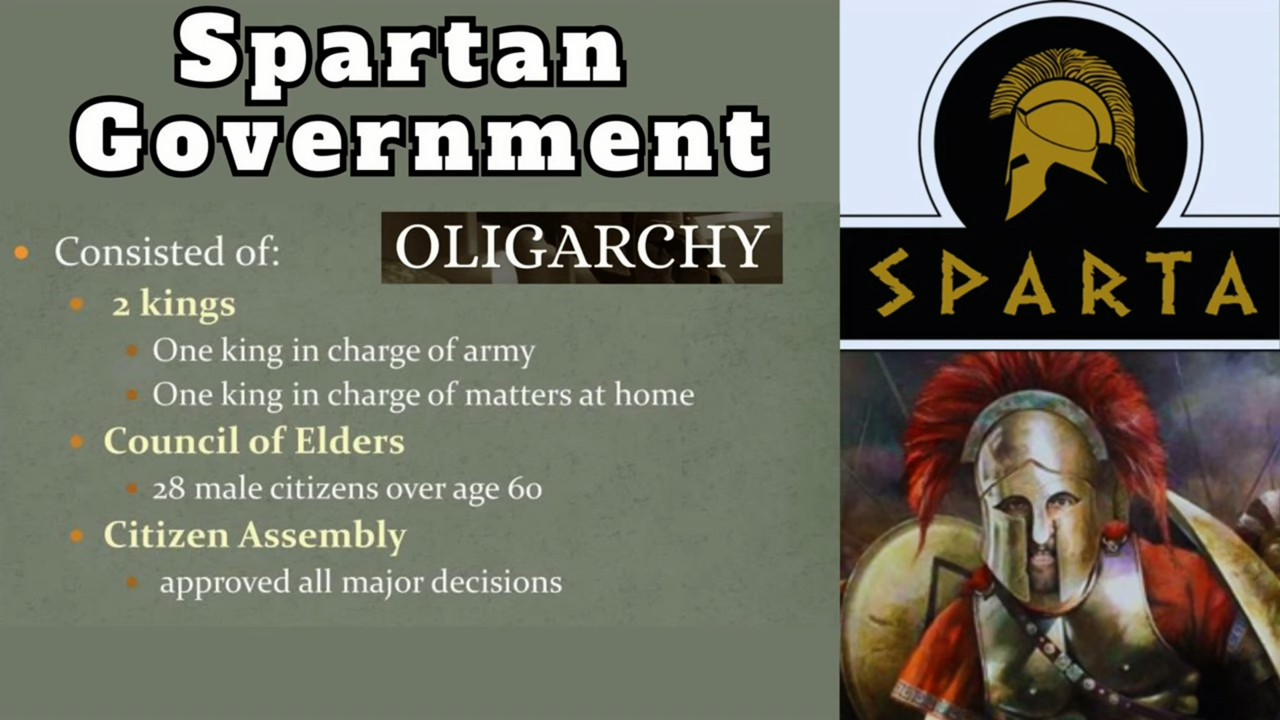 Spartan
Government
OLIGARCHY
Consisted of:
2 kings
One king in charge of army
One king in charge of matters at home
Council of Elders
28 male citizens over age 60
Citizen Assembly
approved all major decisions
SPARTA